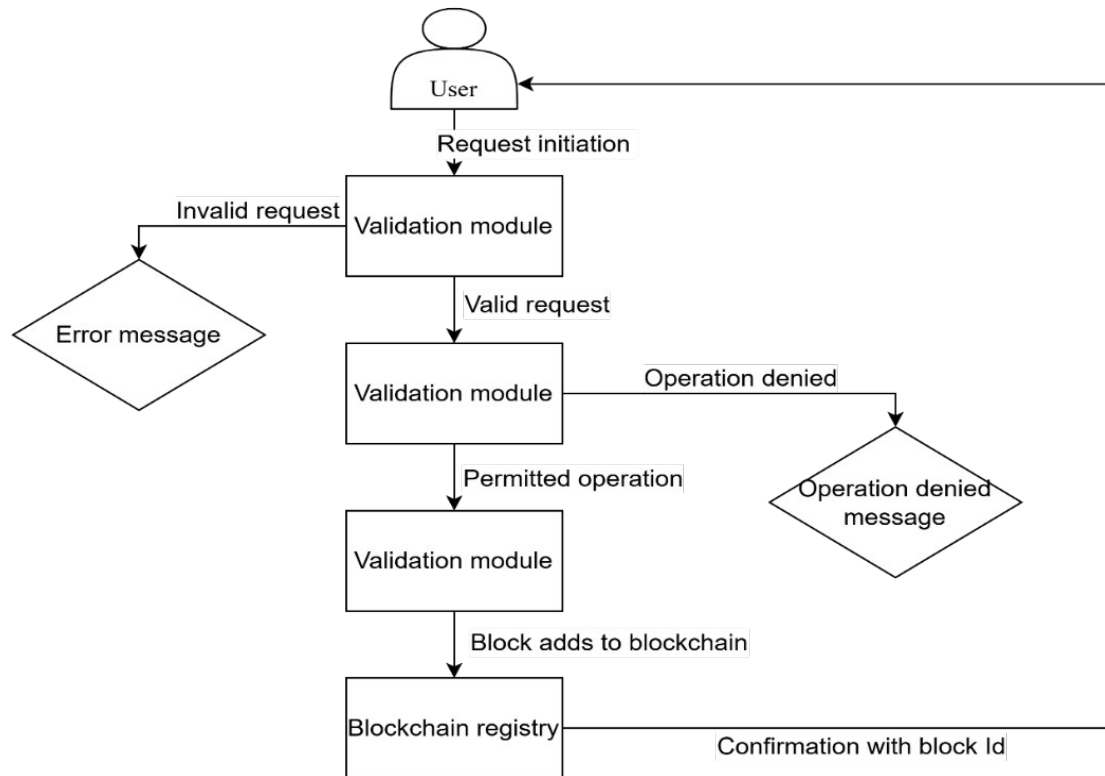 User
Request initiation
Invalid request
Validation module
Valid request
Error message
Validation module
Operation denied
Permitted operation
Operation denied
message
Validation module
Block adds to blockchain
Blockchain registry
Confirmation with block Id